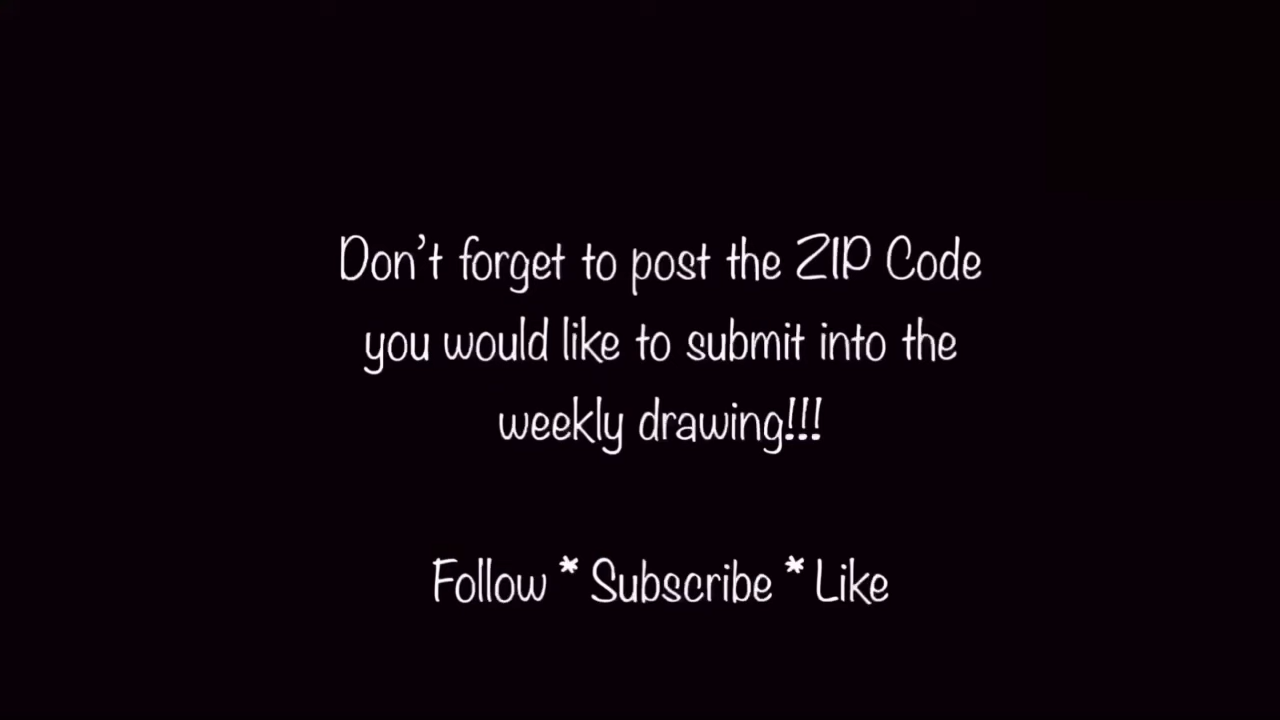 Don't forget to post the ZIP Code
you would like to submit into the
weekly drawing!!!
Follow * Subscribe * Like